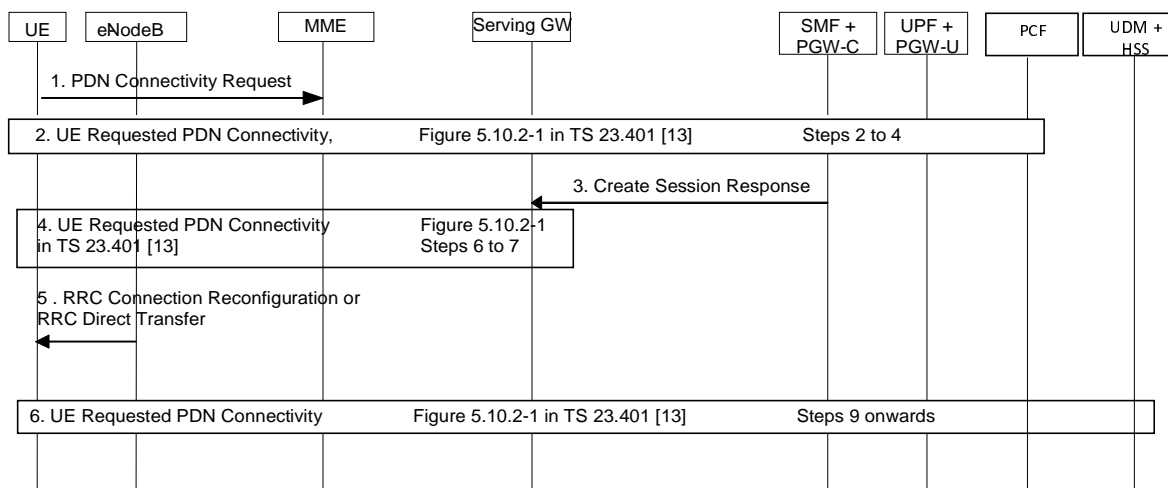 UE
eNodeB
MME
Serving GW
SMF +
PGW-C
UPF +
PGW-U
PCF
UDM +
HSS
1. PDN Connectivity Request
2. UE Requested PDN Connectivity, Figure 5.10.2-1 in TS 23.401 [13] Steps 2 to 4
3. Create Session Response
4. UE Requested PDN Connectivity Figure 5.10.2-1
in TS 23.401 [13] Steps 6 to 7
5 . RRC Connection Reconfiguration or
RRC Direct Transfer
6. UE Requested PDN Connectivity Figure 5.10.2-1 in TS 23.401 [13] Steps 9 onwards